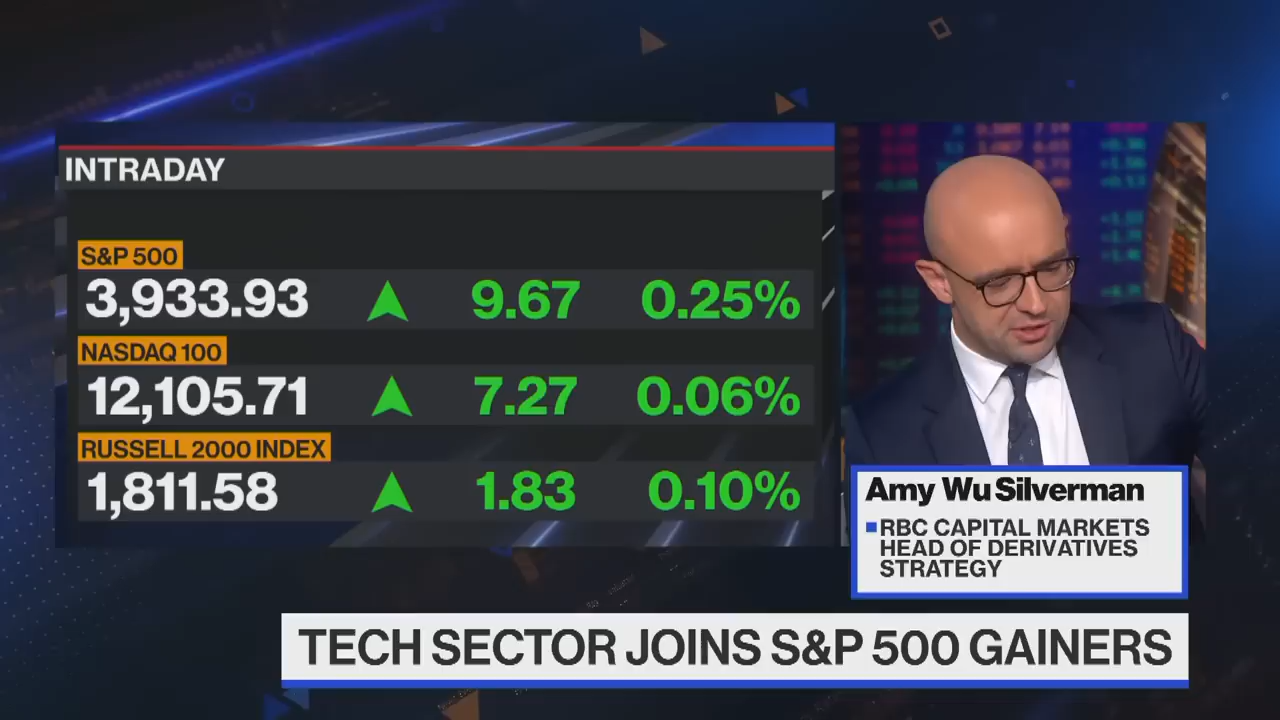 INTRADAY
S&P 500
3,933.93 ▲ 9.67 0.25%
NASDAQ 100
12,105.71 ▲ 7.27 0.06%
RUSSELL 2000 INDEX
1,811.58 ▲ 1.83 0.10%
Amy Wu Silverman
RBC CAPITAL MARKETS
HEAD OF DERIVATIVES
STRATEGY
TECH SECTOR JOINS S&P 500 GAINERS